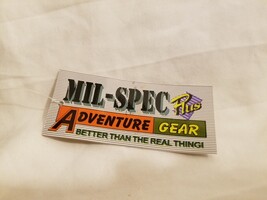 MIL-SPEC Plus
ADVENTURE GEAR
BETTER THAN THE REAL THING!